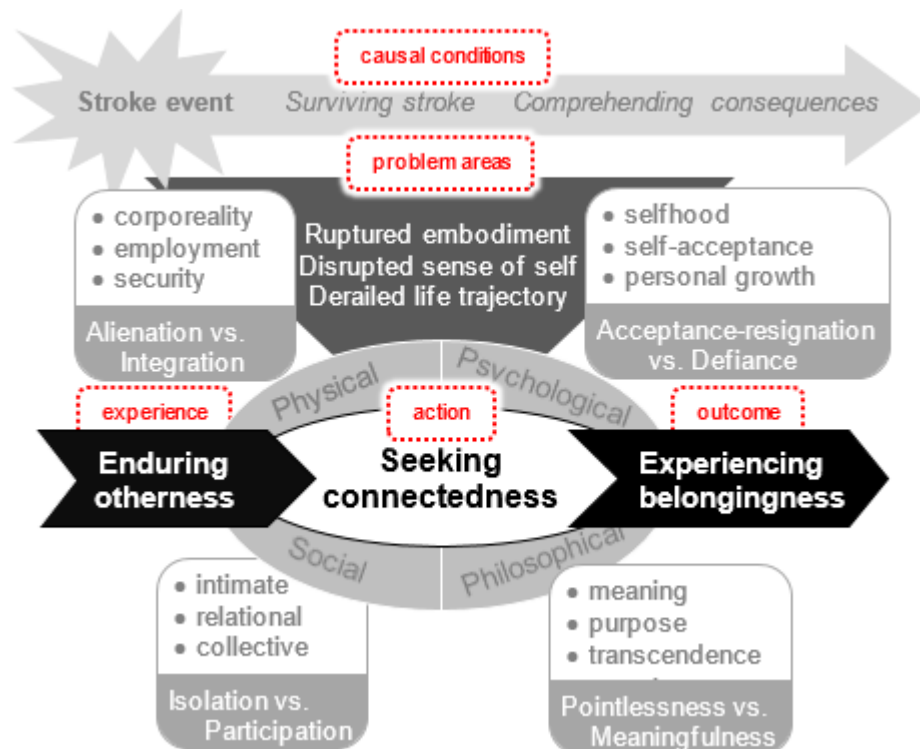 causal conditions
Stroke event Surviving stroke Comprehending consequences
problem areas
• corporeality
• employment
• security
Alienation vs.
Integration
Ruptured embodiment
Disrupted sense of self
Derailed life trajectory
• selfhood
• self-acceptance
• personal growth
Acceptance-resignation
vs. Defiance
Physical
Psychological
experience
action
outcome
Enduring
otherness
Seeking
connectedness
Experiencing
belongingness
Social
Philosophical
• intimate
• relational
• collective
Isolation vs.
Participation
• meaning
• purpose
• transcendence
Pointlessness vs.
Meaningfulness